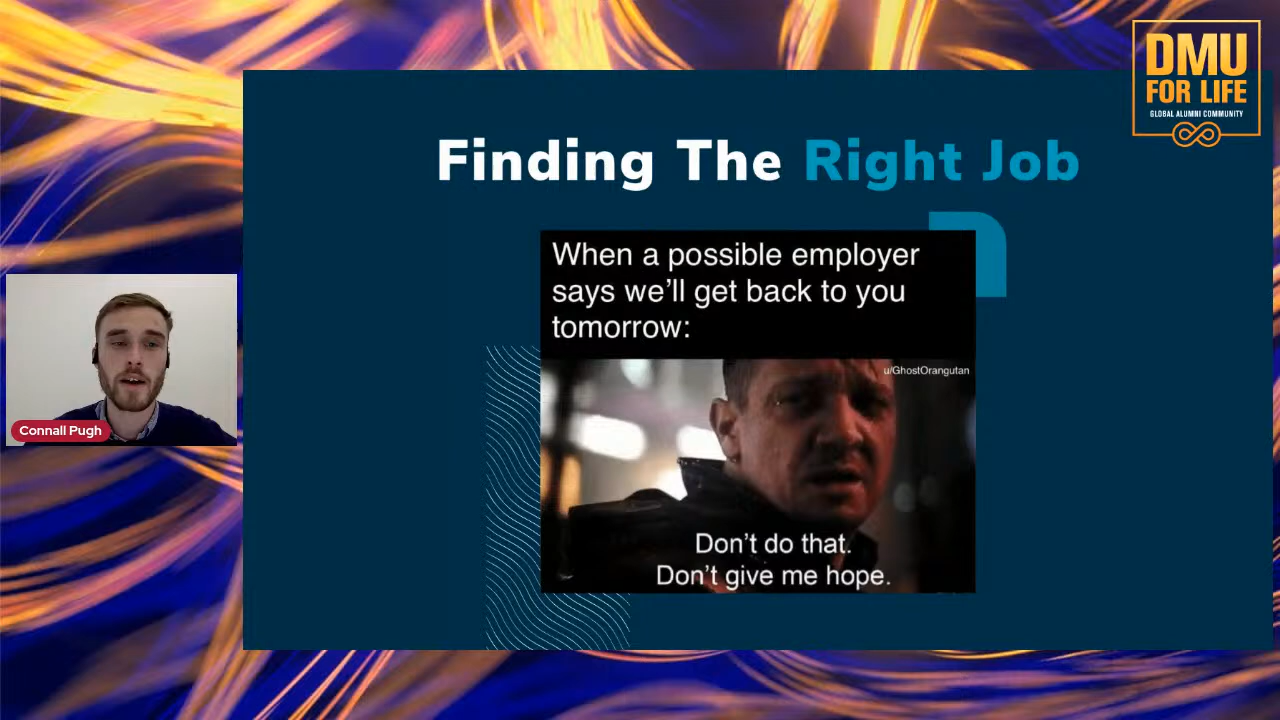 DMU
FOR LIFE
GLOBAL ALUMNI COMMUNITY
Finding The Right Job
When a possible employer
says we'll get back to you
tomorrow:
u/GhostOrangutan
Connall Pugh
Don't do that.
Don't give me hope.